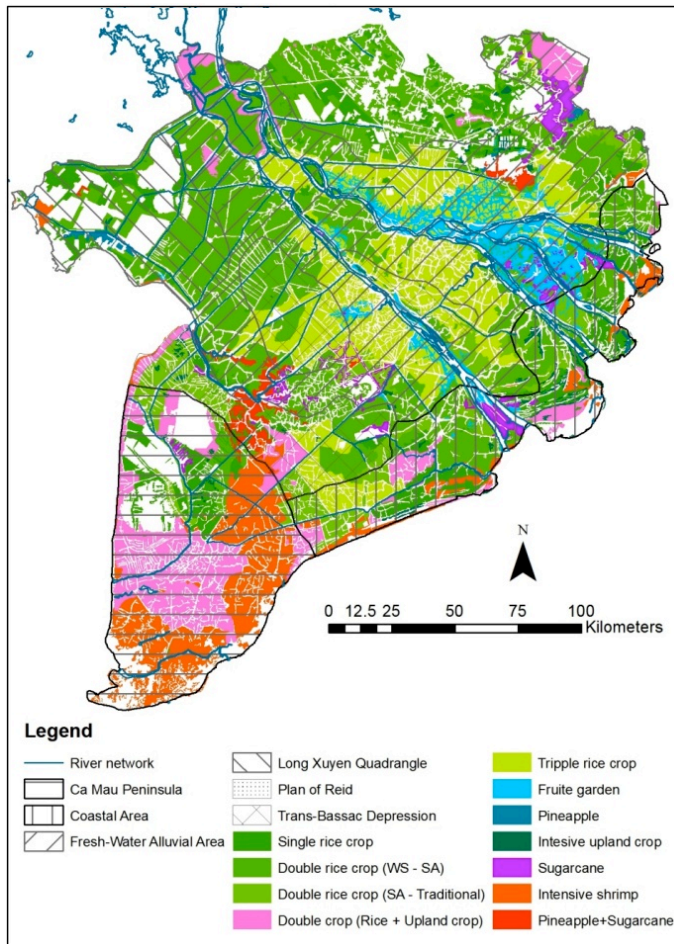 N
0 12.5 25 50 75 100
Kilometers
Legend
River network
Ca Mau Peninsula
Coastal Area
Fresh-Water Alluvial Area
Long Xuyen Quadrangle
Plan of Reid
Trans-Bassac Depression
Single rice crop
Double rice crop (WS - SA)
Double rice crop (SA - Traditional)
Double crop (Rice + Upland crop)
Tripple rice crop
Fruite garden
Pineapple
Intesive upland crop
Sugarcane
Intensive shrimp
Pineapple+Sugarcane